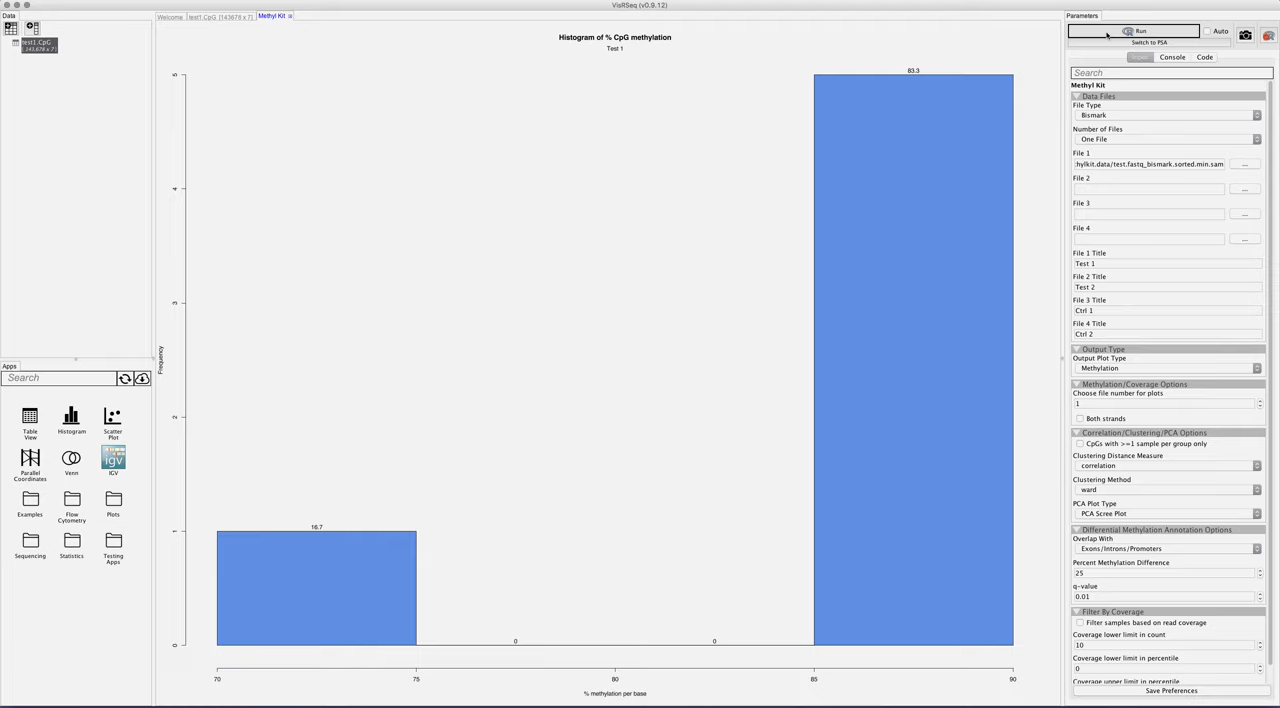 VisRSeq (v0.9.12)
Data
test1.CpG
[143,678 x 7]
Apps
Search
Table
View
Histogram
Scatter
Plot
Parallel
Coordinates
Venn
igv
IGV
Examples
Flow
Cytometry
Plots
Sequencing
Statistics
Testing
Apps
Welcome
test1.CpG [143678 x 7]
Methyl Kit
Histogram of % CpG methylation
Test 1
83.3
16.7
0
0
Frequency
0
1
2
3
4
5
70
75
80
85
90
% methylation per base
Parameters
Run
Auto
Switch to PSA
Console
Code
Search
Methyl Kit
Data Files
File Type
Bismark
Number of Files
One File
File 1
:hylkit.data/test.fastq_bismark.sorted.min.sam
...
File 2
...
File 3
...
File 4
...
File 1 Title
Test 1
File 2 Title
Test 2
File 3 Title
Ctrl 1
File 4 Title
Ctrl 2
Output Type
Output Plot Type
Methylation
Methylation/Coverage Options
Choose file number for plots
1
Both strands
Correlation/Clustering/PCA Options
CpGs with >=1 sample per group only
Clustering Distance Measure
correlation
Clustering Method
ward
PCA Plot Type
PCA Scree Plot
Differential Methylation Annotation Options
Overlap With
Exons/Introns/Promoters
Percent Methylation Difference
25
q-value
0.01
Filter By Coverage
Filter samples based on read coverage
Coverage lower limit in count
10
Coverage lower limit in percentile
0
Coverage upper limit in percentile
Save Preferences